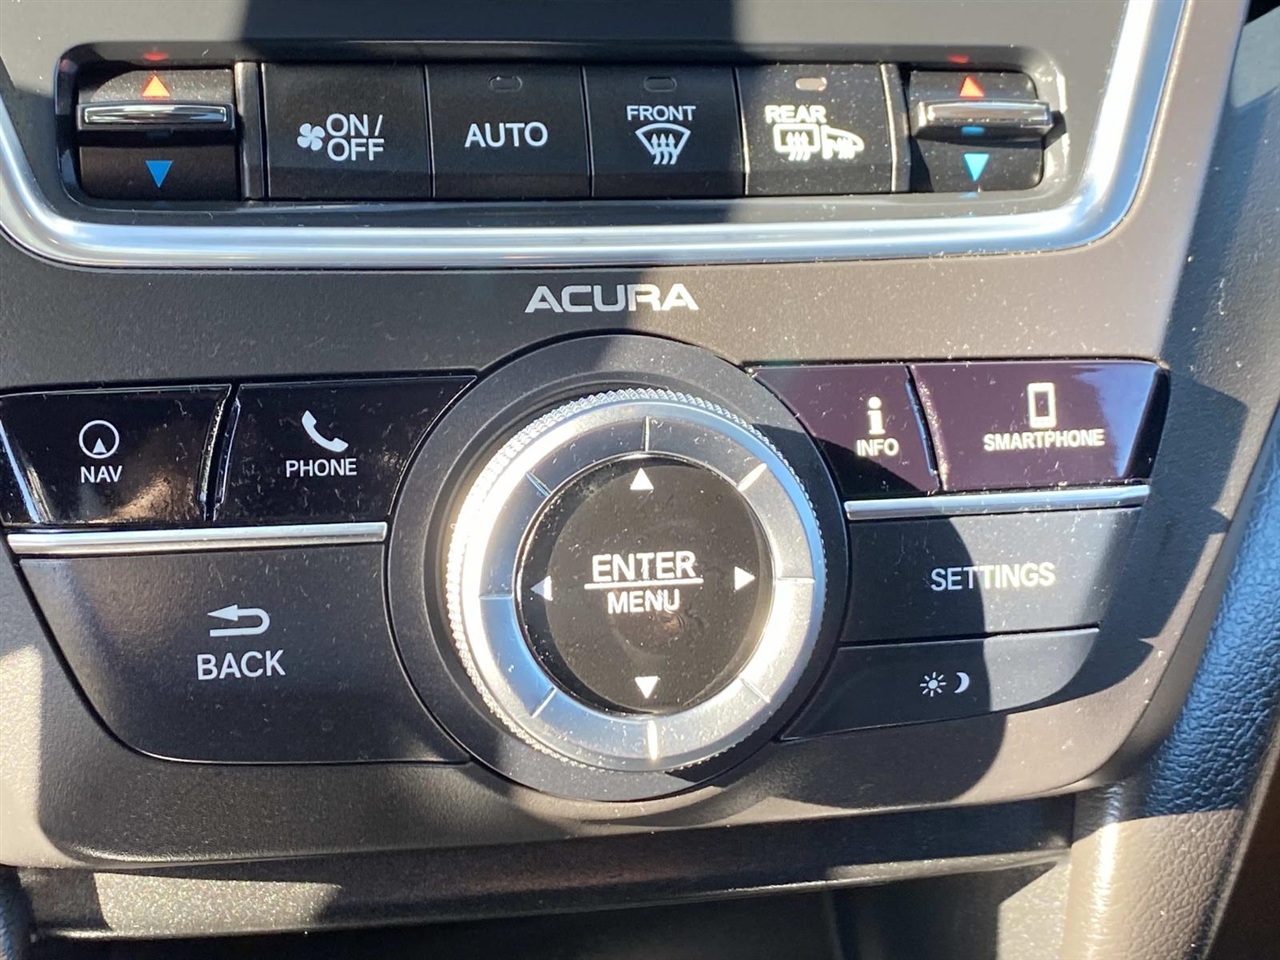 ON/
OFF
AUTO
FRONT
REAR
ACURA
NAV
PHONE
INFO
SMARTPHONE
ENTER
MENU
SETTINGS
BACK